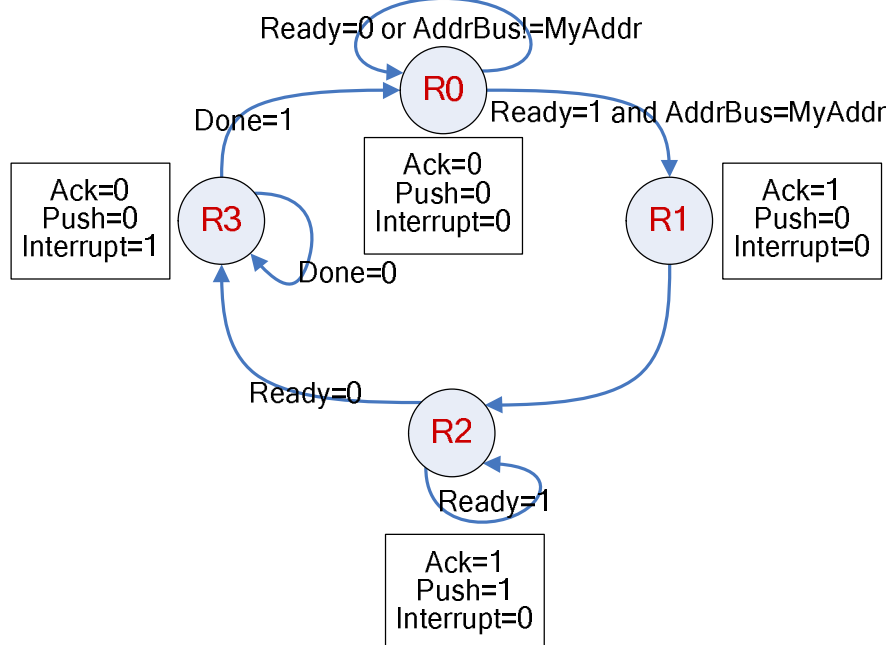 Ready=0 or AddrBus!=MyAddr
R0
Ready=1 and AddrBus=MyAddr
Done=1
Ack=0
Push=0
Interrupt=0
Ack=0
Push=0
Interrupt=1
R3
R1
Ack=1
Push=0
Interrupt=0
Done=0
Ready=0
R2
Ready=1
Ack=1
Push=1
Interrupt=0